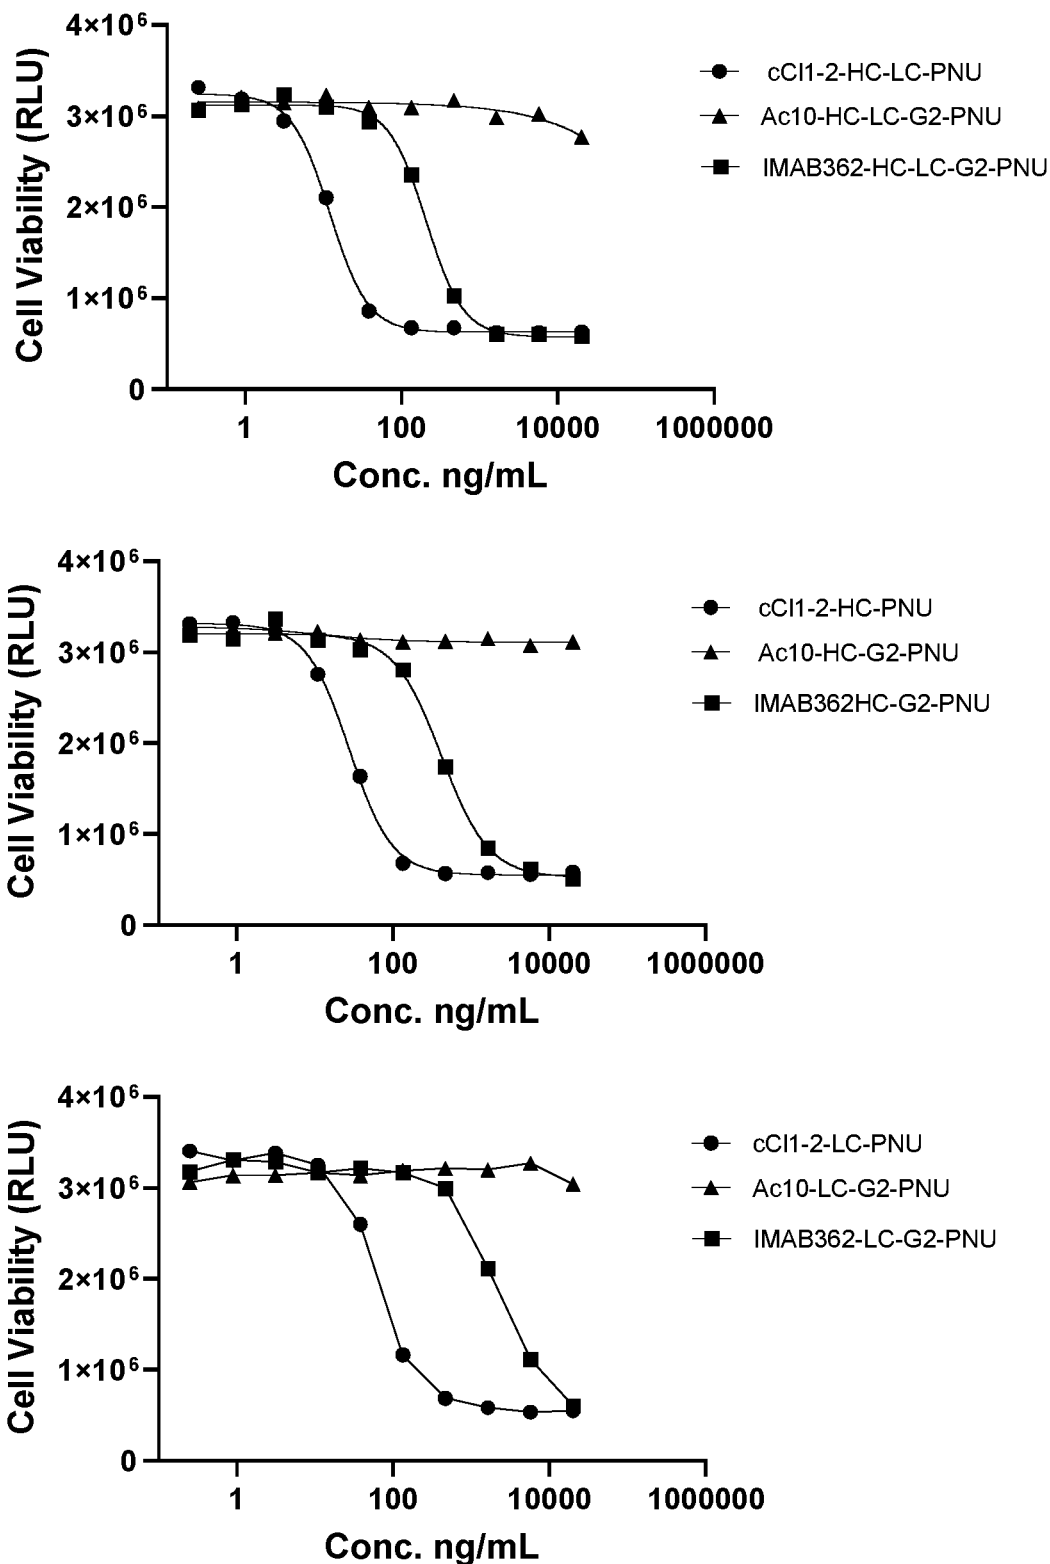 4×10⁶
3×10⁶
2×10⁶
1×10⁶
0
Cell Viability (RLU)
1
100
10000
1000000
Conc. ng/mL
cCl1-2-HC-LC-PNU
Ac10-HC-LC-G2-PNU
IMAB362-HC-LC-G2-PNU
4×10⁶
3×10⁶
2×10⁶
1×10⁶
0
Cell Viability (RLU)
1
100
10000
1000000
Conc. ng/mL
cCl1-2-HC-PNU
Ac10-HC-G2-PNU
IMAB362HC-G2-PNU
4×10⁶
3×10⁶
2×10⁶
1×10⁶
0
Cell Viability (RLU)
1
100
10000
1000000
Conc. ng/mL
cCl1-2-LC-PNU
Ac10-LC-G2-PNU
IMAB362-LC-G2-PNU